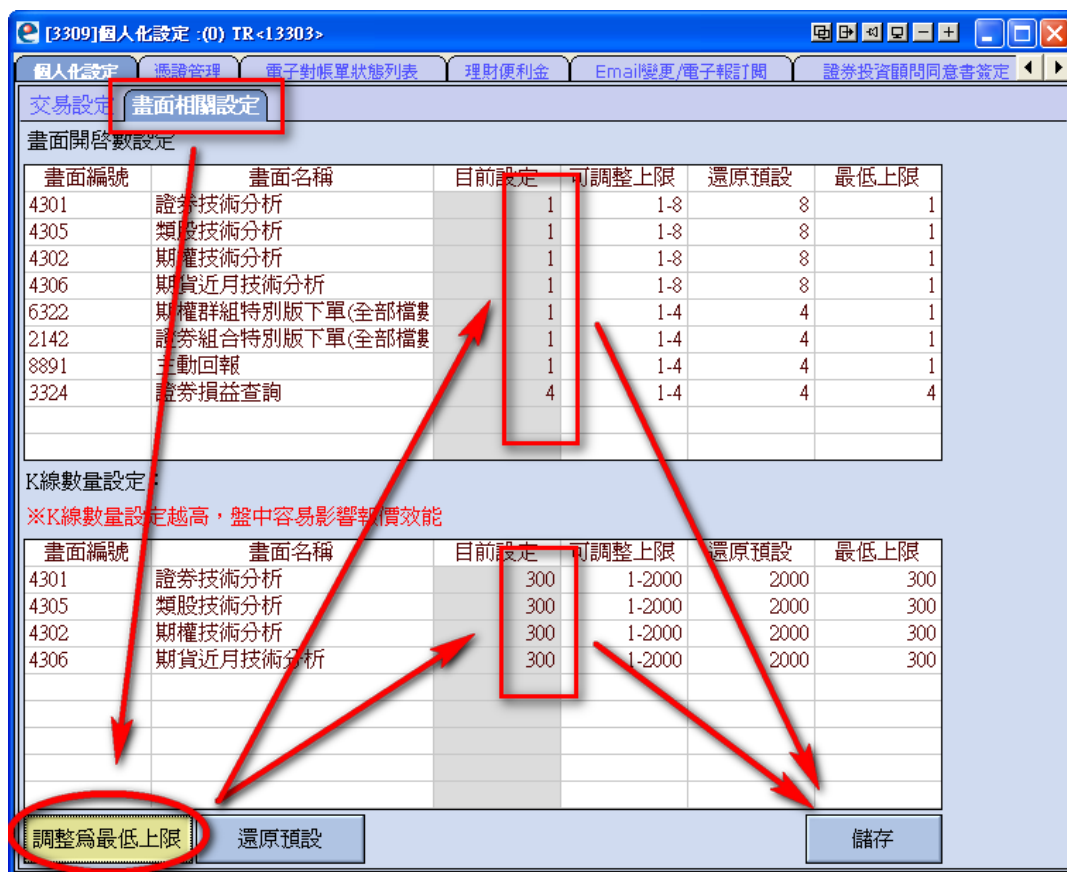 [3309]個人化設定 :(0) TR<13303>
個人化設定 憑證管理 電子對帳單狀態列表 理財便利金 Email變更/電子報訂閱 證券投資顧問同意書簽定
交易設定 畫面相關設定
畫面開啓數設定
畫面編號 畫面名稱 目前設定 可調整上限 還原預設 最低上限
4301 證券技術分析 1 1-8 8 1
4305 類股技術分析 1 1-8 8 1
4302 期權技術分析 1 1-8 8 1
4306 期貨近月技術分析 1 1-8 8 1
6322 期權群組特別版下單(全部檔數 1 1-4 4 1
2142 證券組合特別版下單(全部檔數 1 1-4 4 1
8891 主動回報 1 1-4 4 1
3324 證券損益查詢 4 1-4 4 4
K線數量設定：
※K線數量設定越高，盤中容易影響報價效能
畫面編號 畫面名稱 目前設定 可調整上限 還原預設 最低上限
4301 證券技術分析 300 1-2000 2000 300
4305 類股技術分析 300 1-2000 2000 300
4302 期權技術分析 300 1-2000 2000 300
4306 期貨近月技術分析 300 1-2000 2000 300
調整爲最低上限 還原預設 儲存